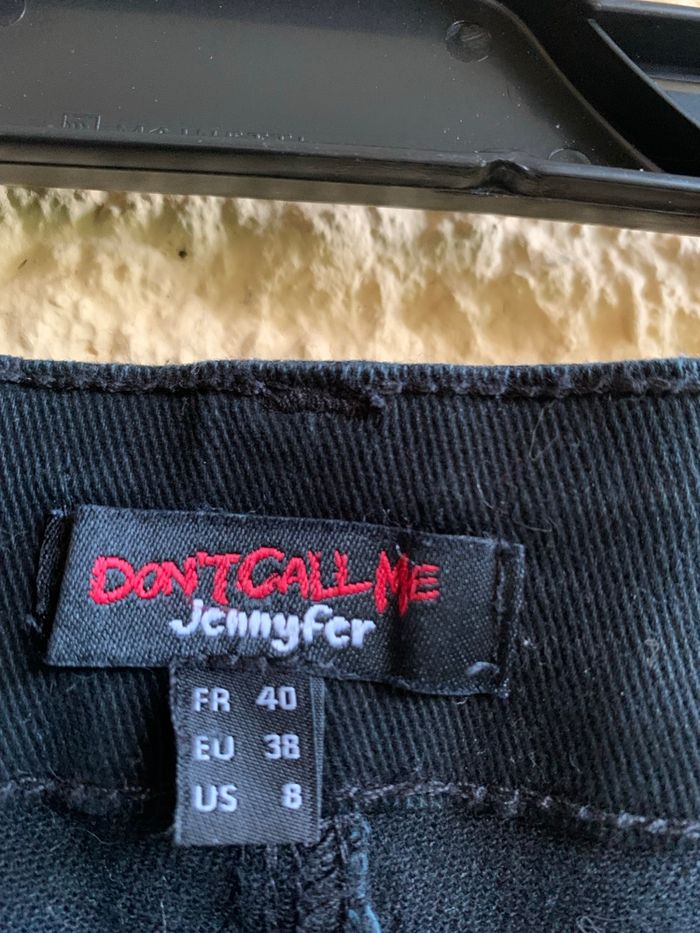 DON'T CALL ME
Jennyfer
FR 40
EU 38
US 8